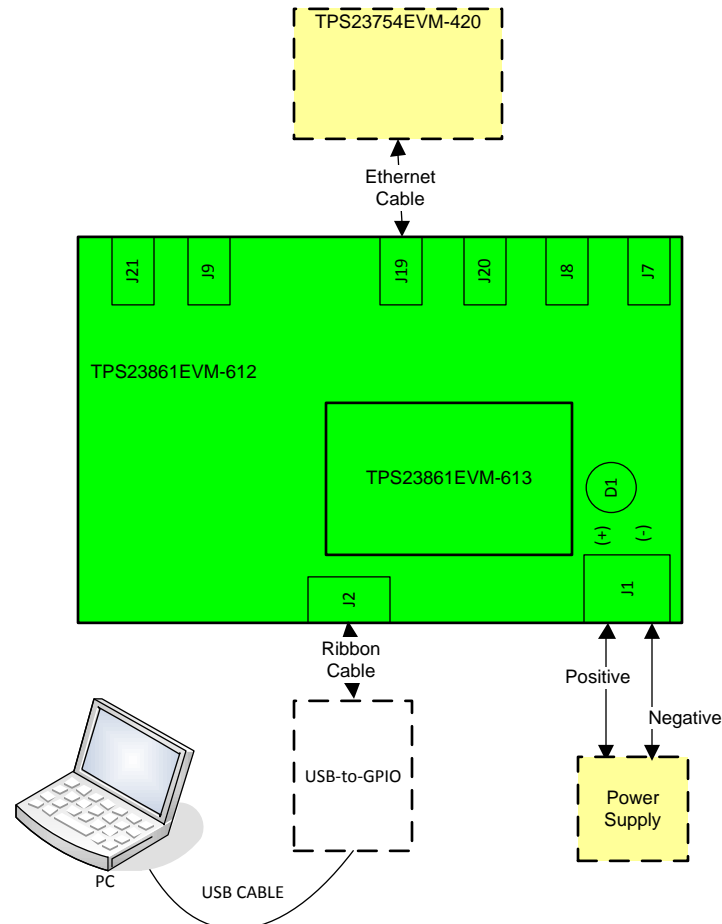 TPS23754EVM-420
Ethernet
Cable
J21
J9
J19
J20
J8
J7
TPS23861EVM-612
TPS23861EVM-613
D1
(+)
(-)
J2
J1
Ribbon
Cable
Positive
Negative
USB-to-GPIO
Power
Supply
PC
USB CABLE